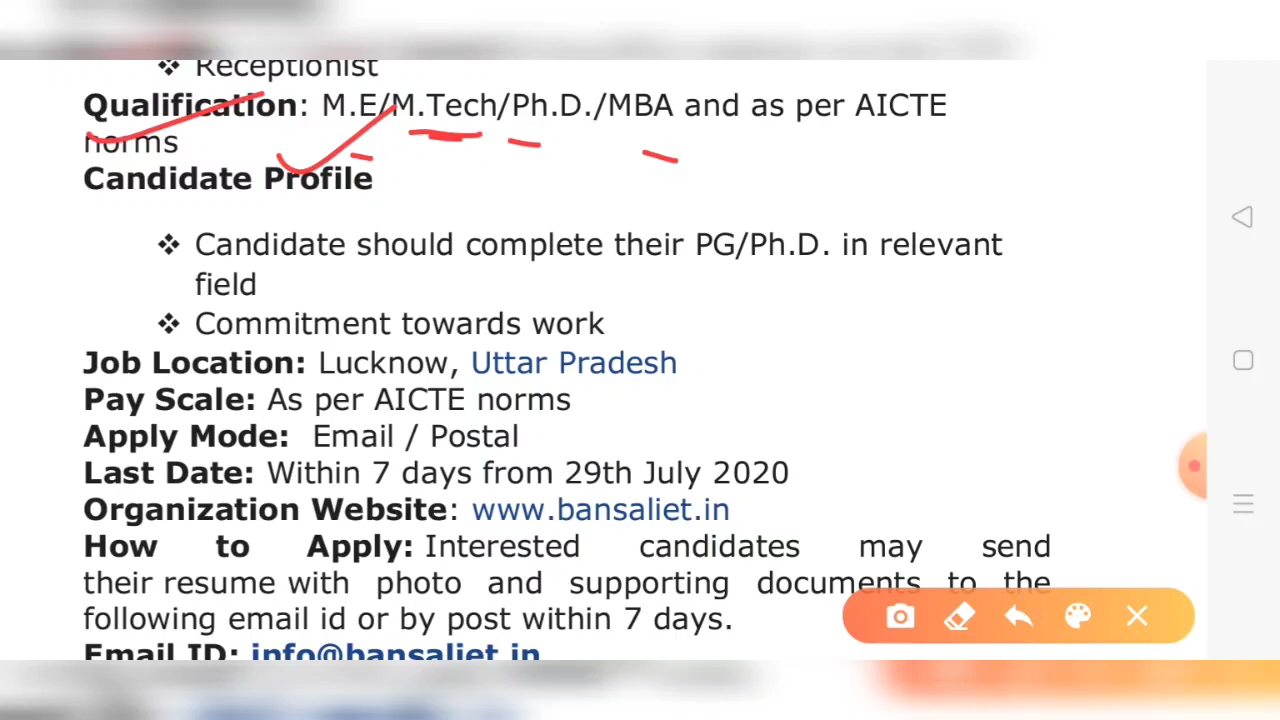 ❖ Receptionist
Qualification: M.E/M.Tech/Ph.D./MBA and as per AICTE
norms
Candidate Profile
❖ Candidate should complete their PG/Ph.D. in relevant
field
❖ Commitment towards work
Job Location: Lucknow, Uttar Pradesh
Pay Scale: As per AICTE norms
Apply Mode: Email / Postal
Last Date: Within 7 days from 29th July 2020
Organization Website: www.bansaliet.in
How to Apply: Interested candidates may send
their resume with photo and supporting documents to the
following email id or by post within 7 days.
Email ID: info@bansaliet.in